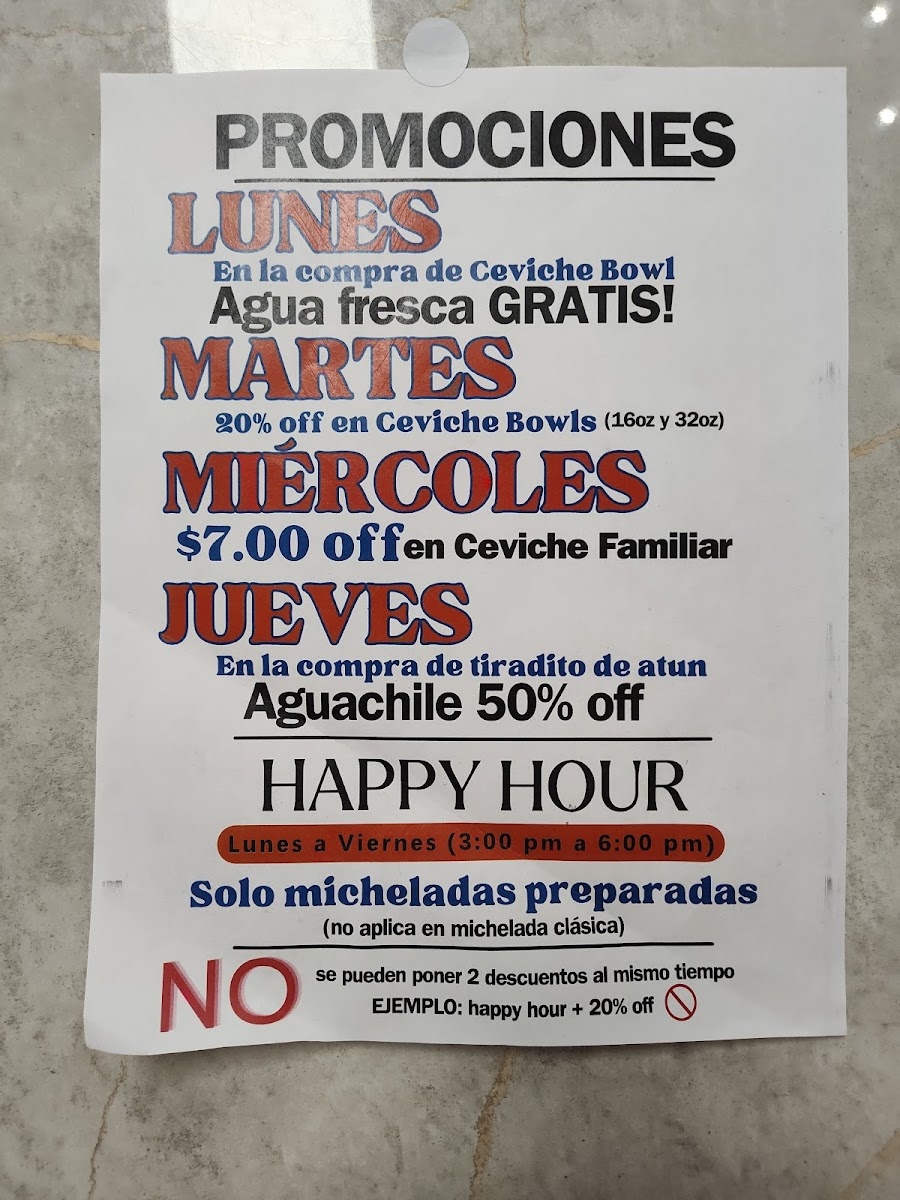 PROMOCIONES
LUNES
En la compra de Ceviche Bowl
Agua fresca GRATIS!
MARTES
20% off en Ceviche Bowls (16oz y 32oz)
MIÉRCOLES
$7.00 off en Ceviche Familiar
JUEVES
En la compra de tiradito de atun
Aguachile 50% off
HAPPY HOUR
Lunes a Viernes (3:00 pm a 6:00 pm)
Solo micheladas preparadas
(no aplica en michelada clásica)
NO se pueden poner 2 descuentos al mismo tiempo
EJEMPLO: happy hour + 20% off